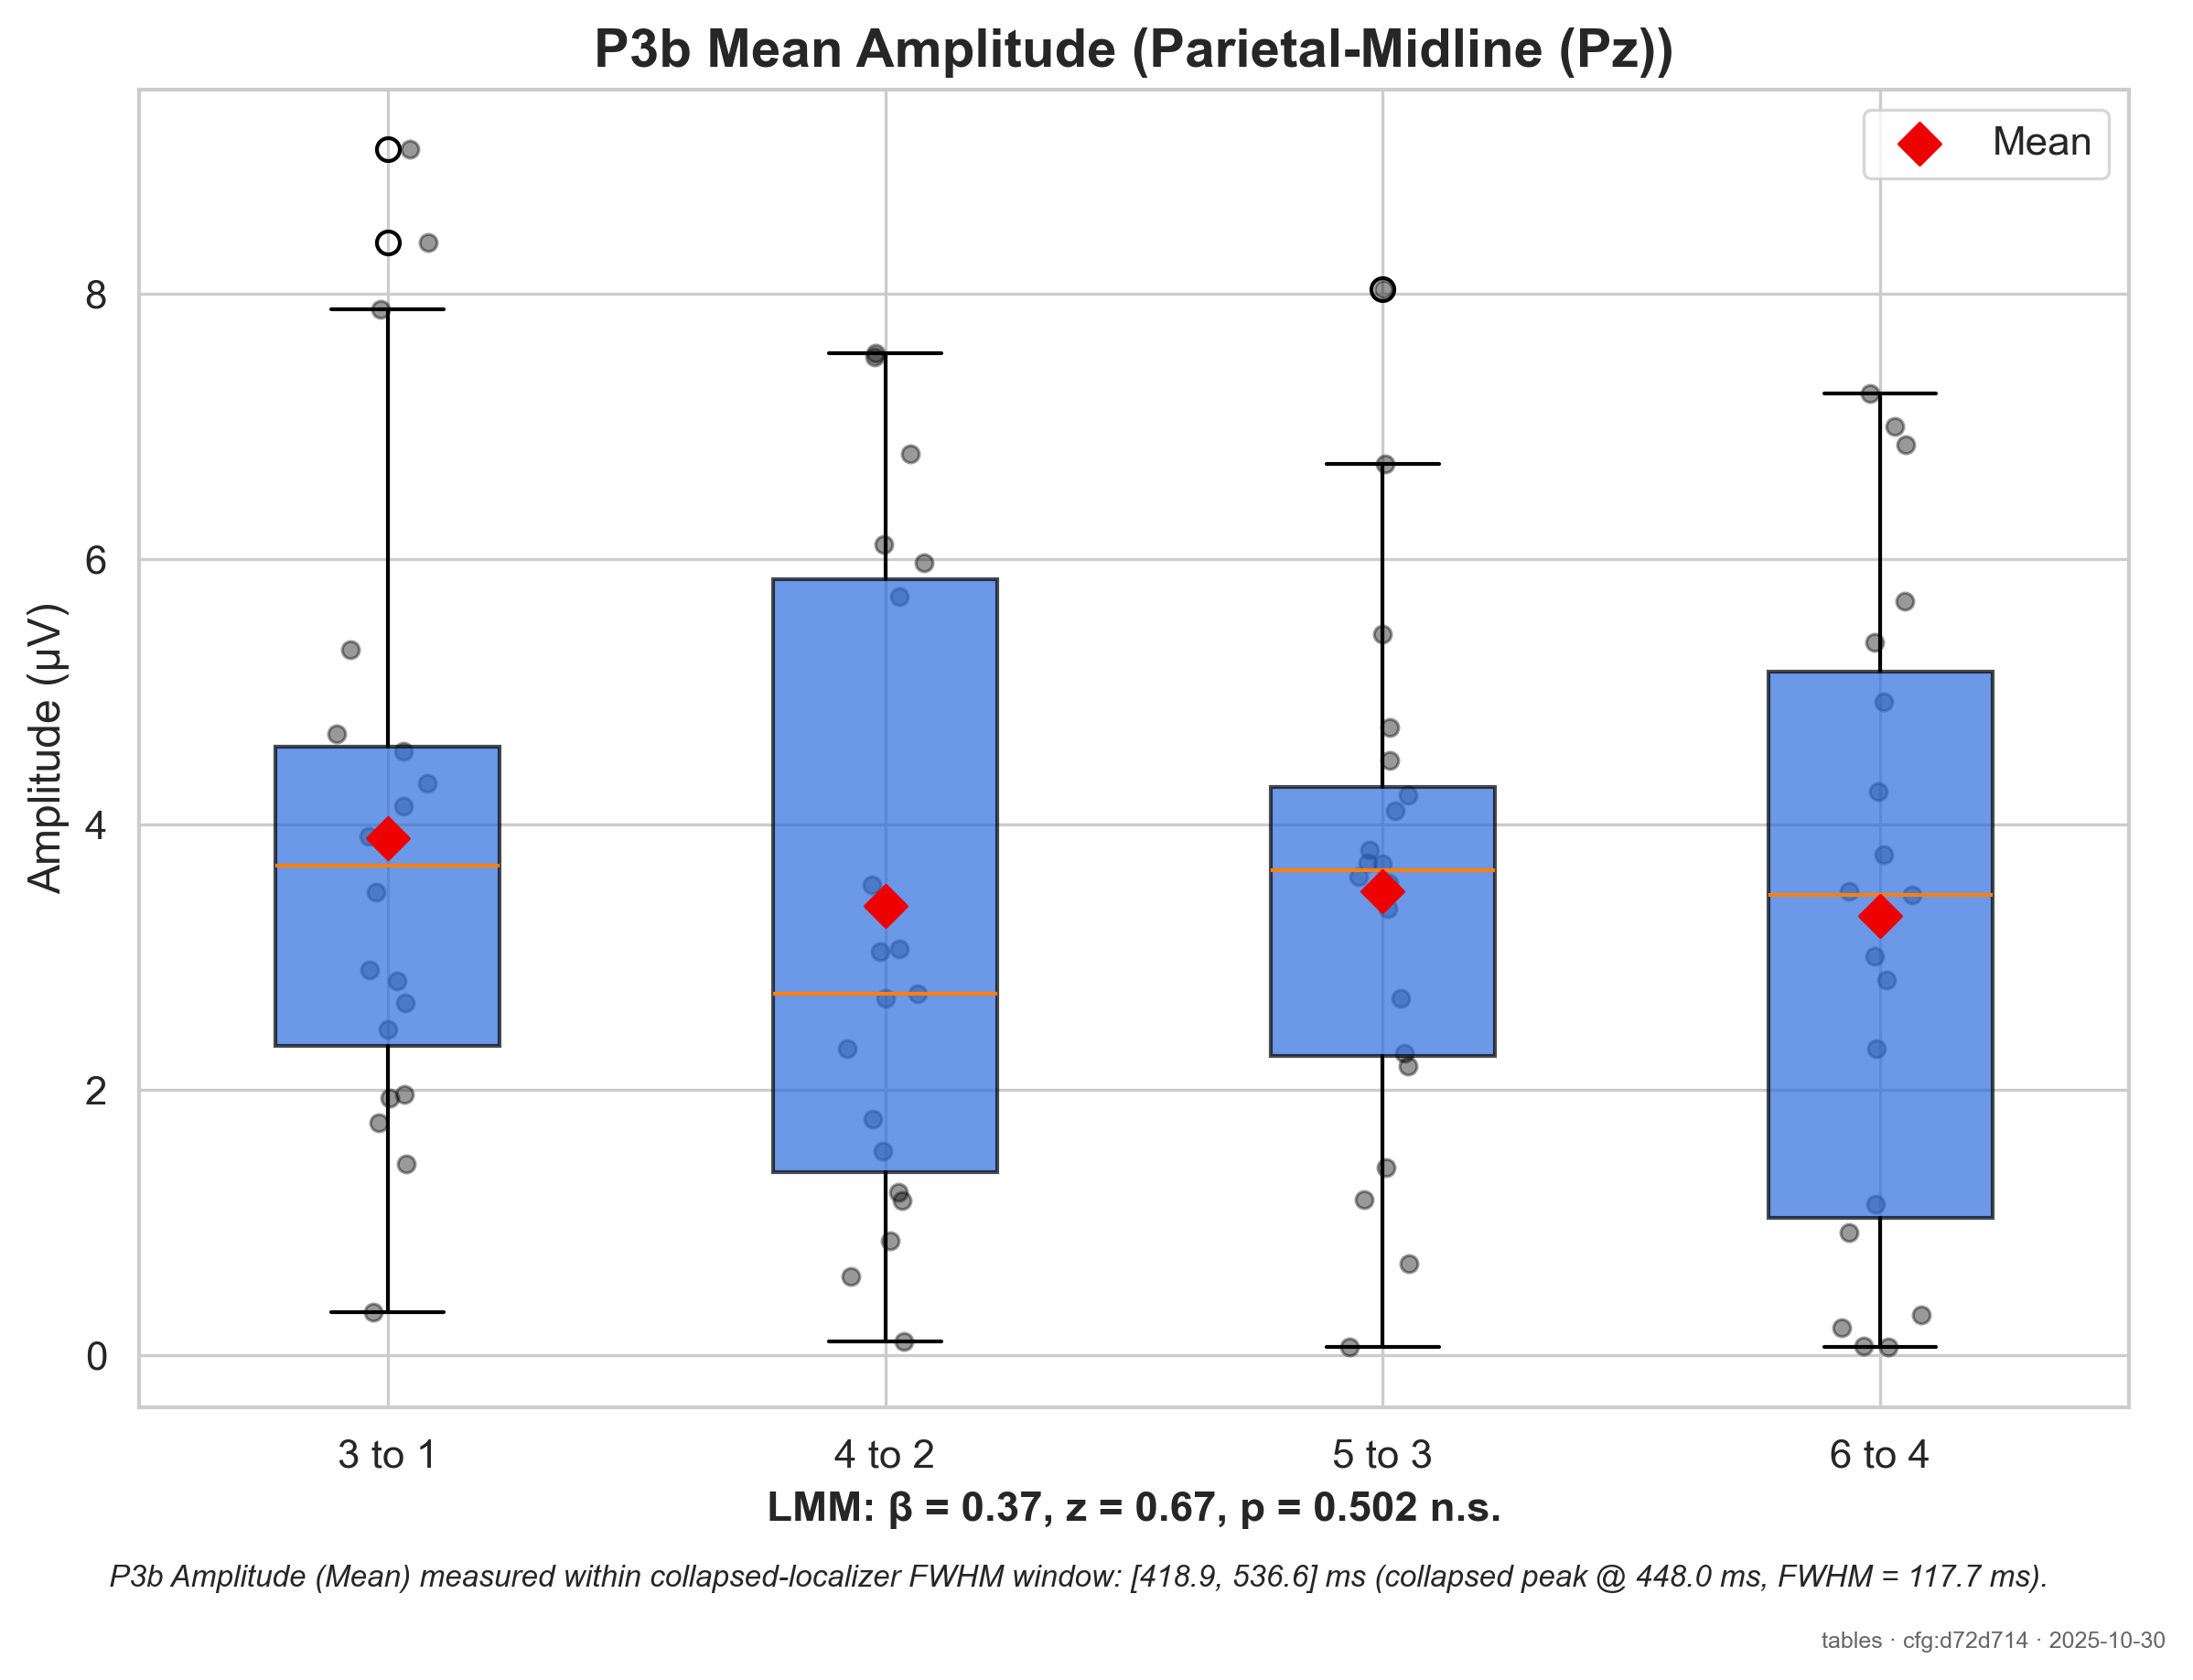 P3b Mean Amplitude (Parietal-Midline (Pz))
Mean
Amplitude (µV)
8
6
4
2
0
3 to 1
4 to 2
5 to 3
6 to 4
LMM: β = 0.37, z = 0.67, p = 0.502 n.s.
P3b Amplitude (Mean) measured within collapsed-localizer FWHM window: [418.9, 536.6] ms (collapsed peak @ 448.0 ms, FWHM = 117.7 ms).
tables · cfg:d72d714 · 2025-10-30